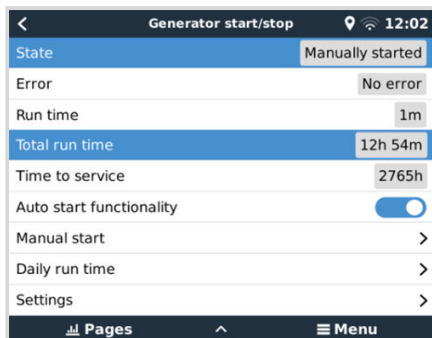 Generator start/stop 12:02
State Manually started
Error No error
Run time 1m
Total run time 12h 54m
Time to service 2765h
Auto start functionality
Manual start
Daily run time
Settings
Pages Menu